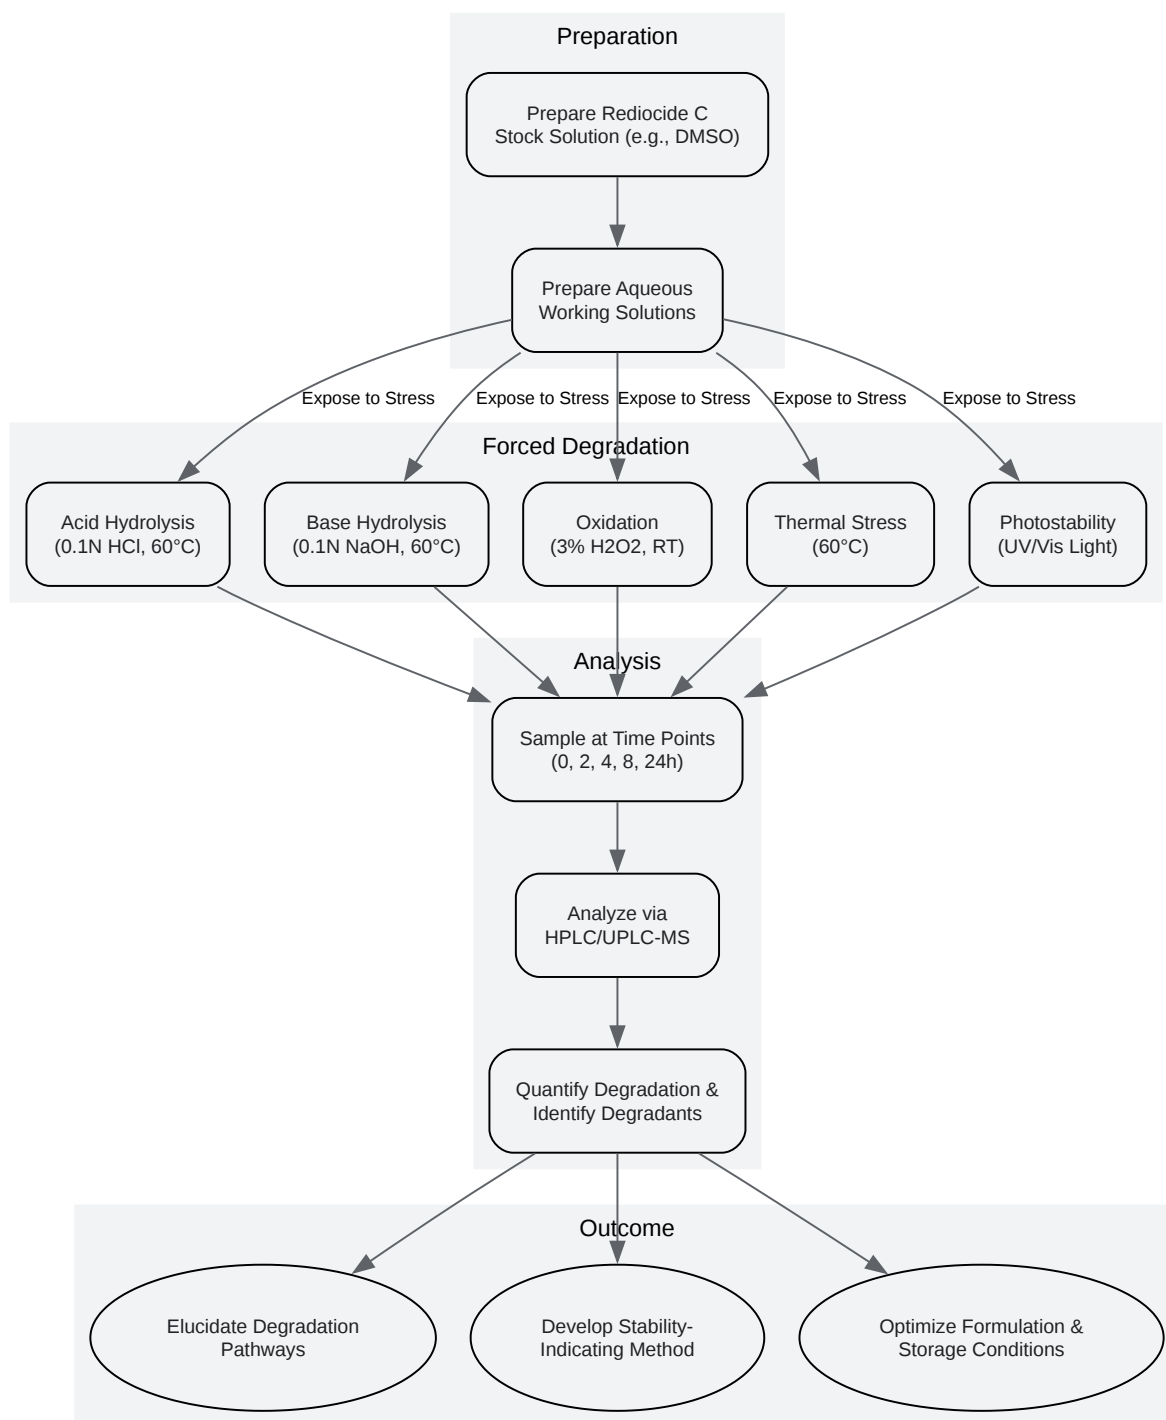 Preparation
Prepare Rediocide C
Stock Solution (e.g., DMSO)
Prepare Aqueous
Working Solutions
Expose to Stress
Expose to Stress
Expose to Stress
Expose to Stress
Expose to Stress
Forced Degradation
Acid Hydrolysis
(0.1N HCl, 60°C)
Base Hydrolysis
(0.1N NaOH, 60°C)
Oxidation
(3% H2O2, RT)
Thermal Stress
(60°C)
Photostability
(UV/Vis Light)
Analysis
Sample at Time Points
(0, 2, 4, 8, 24h)
Analyze via
HPLC/UPLC-MS
Quantify Degradation &
Identify Degradants
Outcome
Elucidate Degradation
Pathways
Develop Stability-
Indicating Method
Optimize Formulation &
Storage Conditions